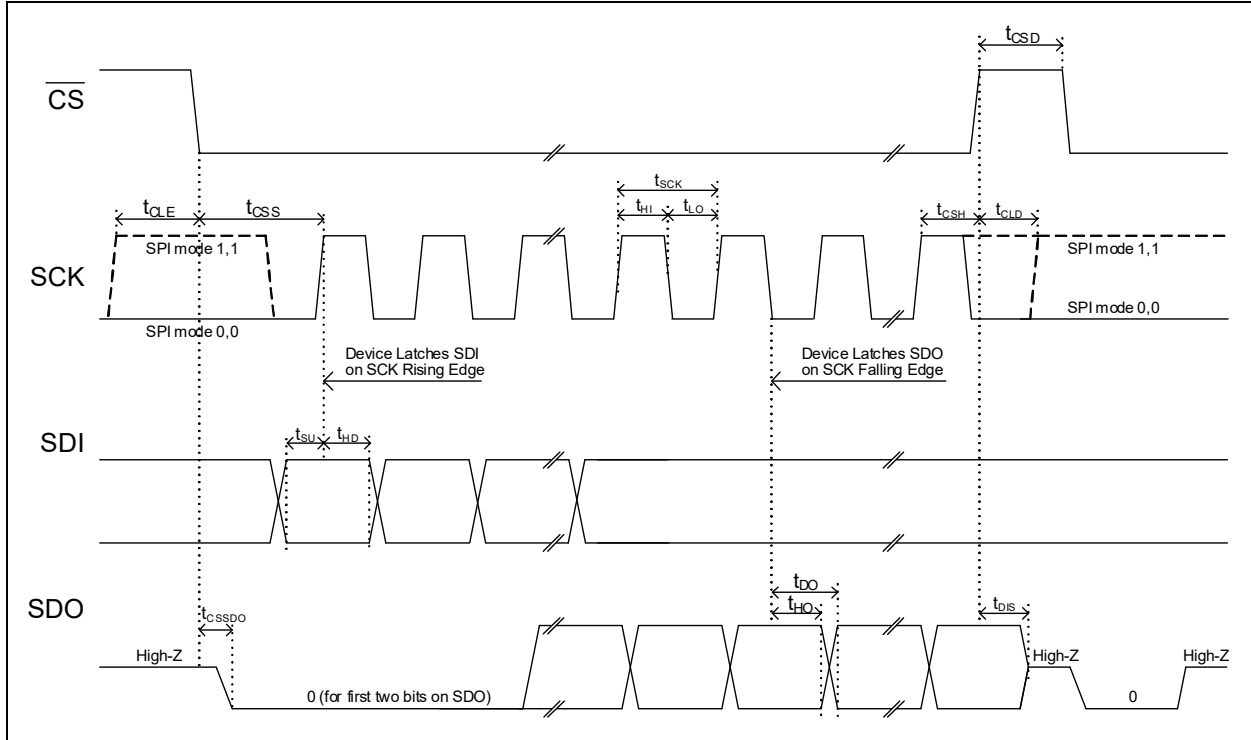 tCSD
CS
tSCK
tCLE
tCSS
tHI
tLO
tCSH
tCLD
SPI mode 1,1
SPI mode 1,1
SCK
SPI mode 0,0
SPI mode 0,0
Device Latches SDI
on SCK Rising Edge
Device Latches SDO
on SCK Falling Edge
tSU
tHD
SDI
tDO
SDO
tCSSDO
tHO
tDIS
High-Z
High-Z
High-Z
0 (for first two bits on SDO)
0